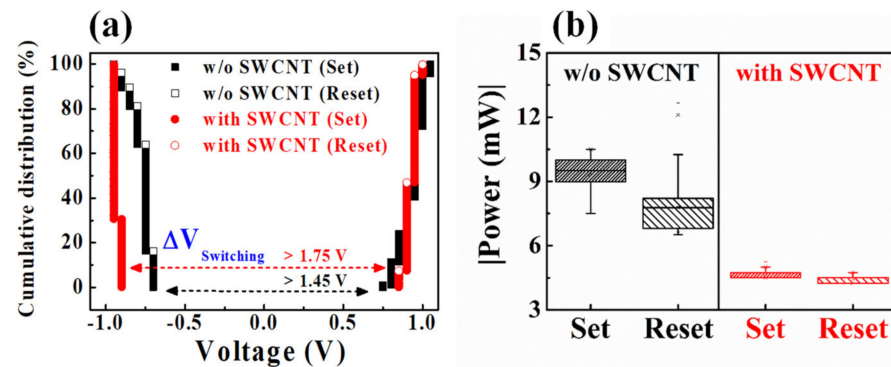 (a)
Cumulative distribution (%)
100
80
60
40
20
0
w/o SWCNT (Set)
w/o SWCNT (Reset)
with SWCNT (Set)
with SWCNT (Reset)
ΔV Switching
> 1.75 V
> 1.45 V
-1.0 -0.5 0.0 0.5 1.0
Voltage (V)
(b)
|Power (mW)|
15
12
9
6
3
w/o SWCNT with SWCNT
Set Reset Set Reset